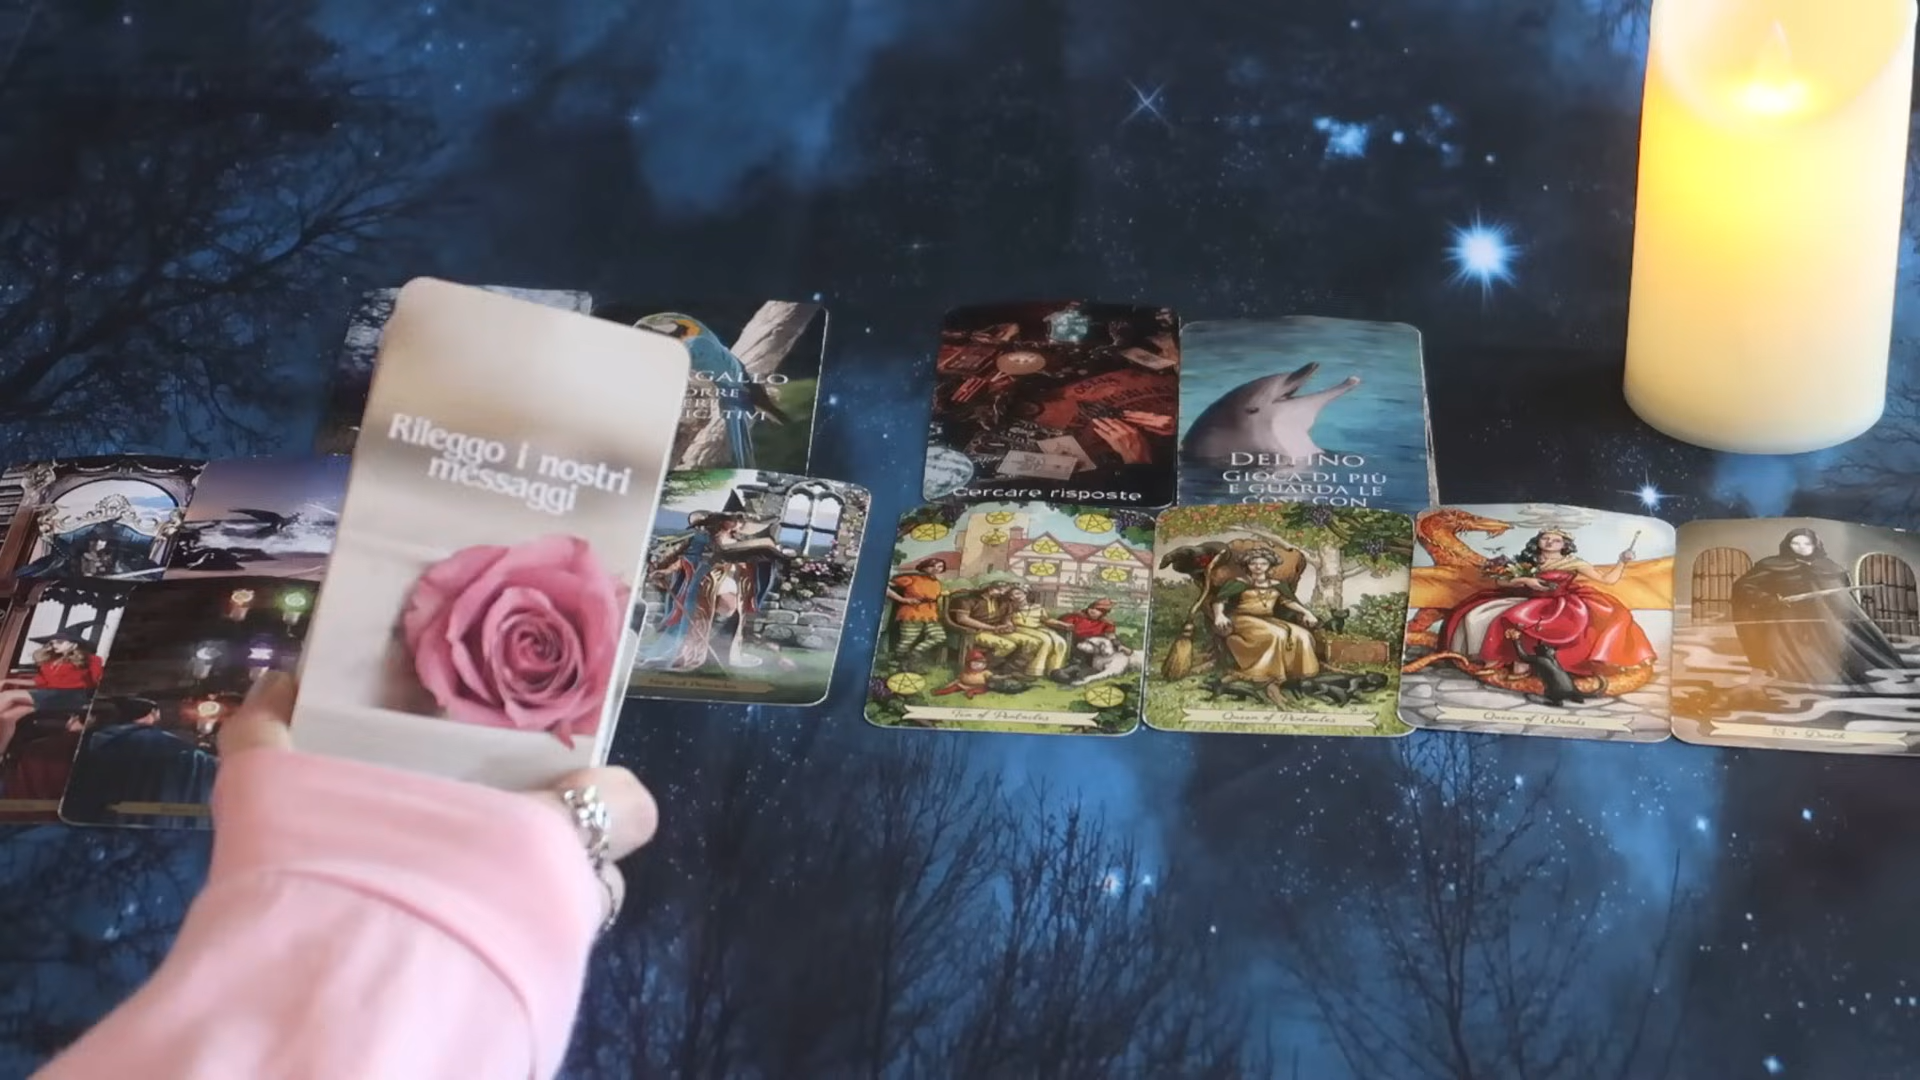 Rileggo i nostri
messaggi
Cercare risposte
DELFINO
GIOCA DI PIÙ
E GUARDA LE
Ten of Pentacles
Queen of Pentacles
Queen of Wands
13 • Death